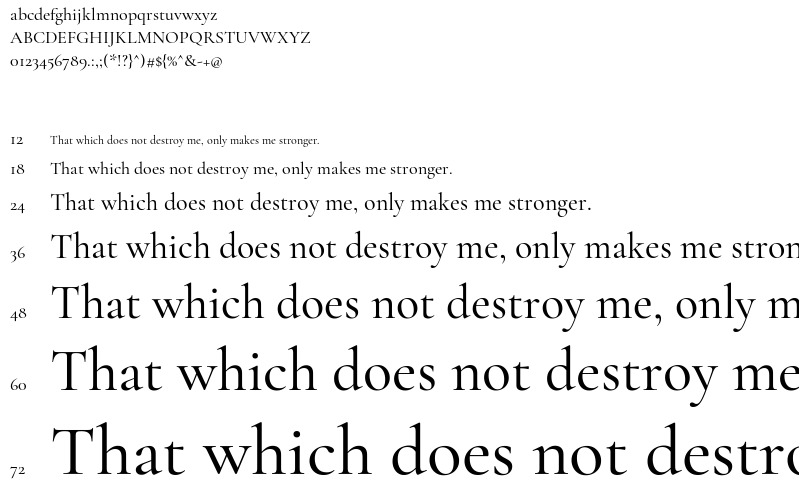 abcdefghijklmnopqrstuvwxyz
ABCDEFGHIJKLMNOPQRSTUVWXYZ
0123456789.:,;(*!?}^)#${%^&-+@
12 That which does not destroy me, only makes me stronger.
18 That which does not destroy me, only makes me stronger.
24 That which does not destroy me, only makes me stronger.
36 That which does not destroy me, only makes me stron
48 That which does not destroy me, only m
60 That which does not destroy me
72 That which does not destro